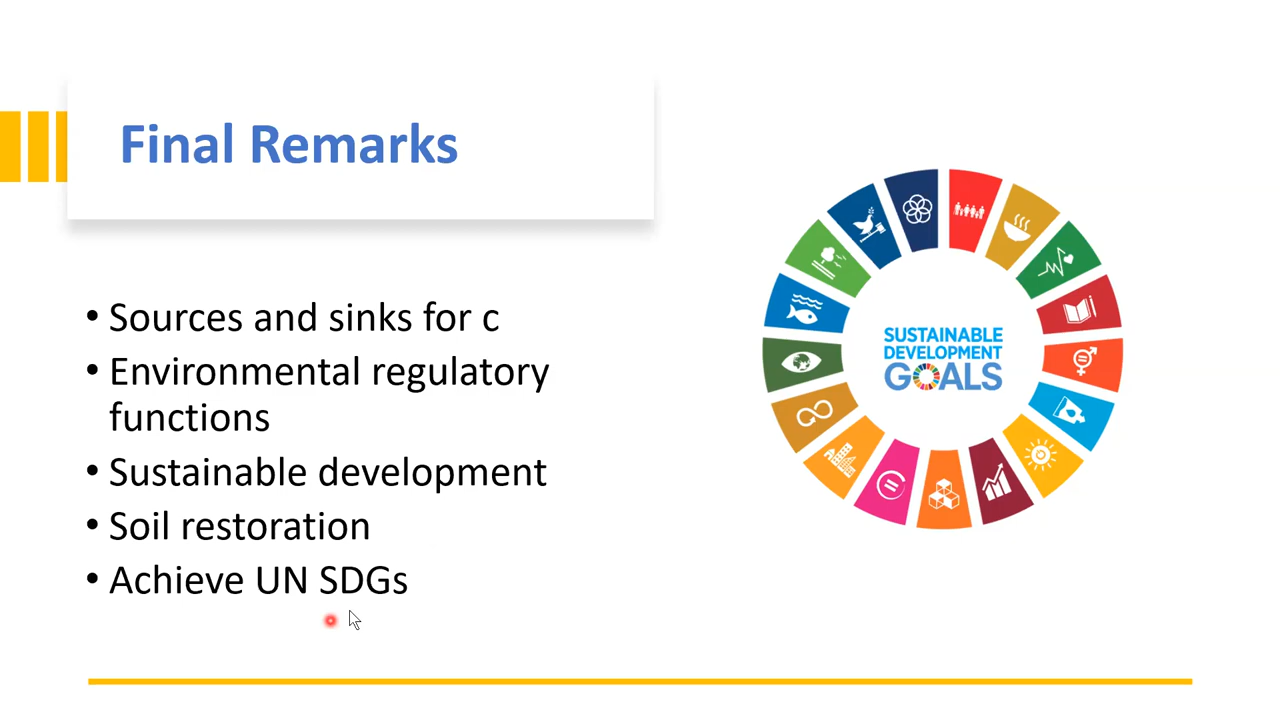 Final Remarks
• Sources and sinks for c
• Environmental regulatory
functions
• Sustainable development
• Soil restoration
• Achieve UN SDGs
SUSTAINABLE
DEVELOPMENT
GOALS